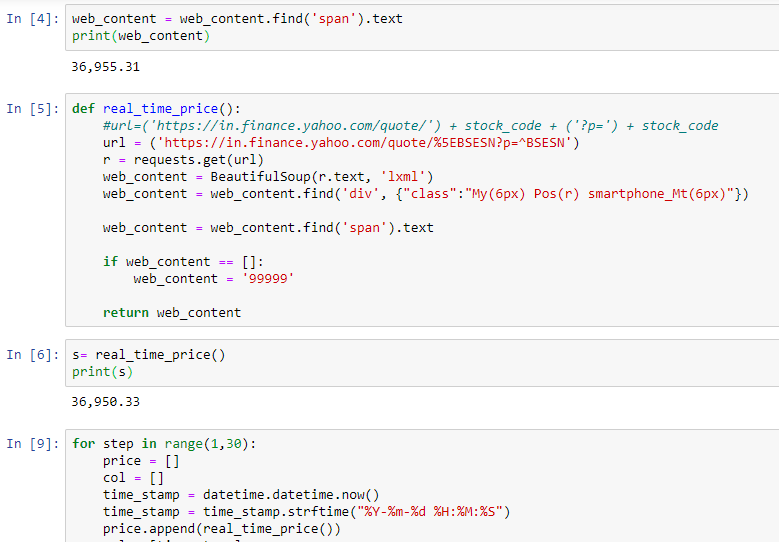 In [4]: web_content = web_content.find('span').text
print(web_content)
36,955.31
In [5]: def real_time_price():
#url=('https://in.finance.yahoo.com/quote/') + stock_code + ('?p=') + stock_code
url = ('https://in.finance.yahoo.com/quote/%5EBSESN?p=^BSESN')
r = requests.get(url)
web_content = BeautifulSoup(r.text, 'lxml')
web_content = web_content.find('div', {"class":"My(6px) Pos(r) smartphone_Mt(6px)"})
web_content = web_content.find('span').text
if web_content == []:
web_content = '99999'
return web_content
In [6]: s= real_time_price()
print(s)
36,950.33
In [9]: for step in range(1,30):
price = []
col = []
time_stamp = datetime.datetime.now()
time_stamp = time_stamp.strftime("%Y-%m-%d %H:%M:%S")
price.append(real_time_price())